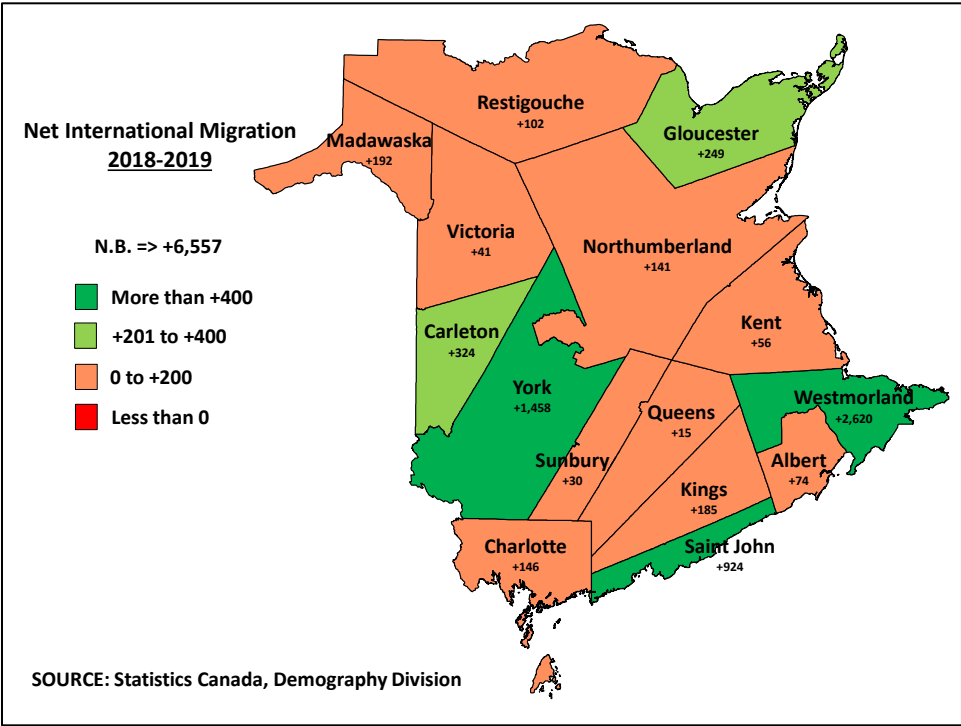 Net International Migration
2018-2019
N.B. => +6,557
More than +400
+201 to +400
0 to +200
Less than 0
Restigouche
+102
Madawaska
+192
Gloucester
+249
Victoria
+41
Northumberland
+141
Carleton
+324
Kent
+56
York
+1,458
Westmorland
+2,620
Queens
+15
Sunbury
+30
Albert
+74
Kings
+185
Charlotte
+146
Saint John
+924
SOURCE: Statistics Canada, Demography Division